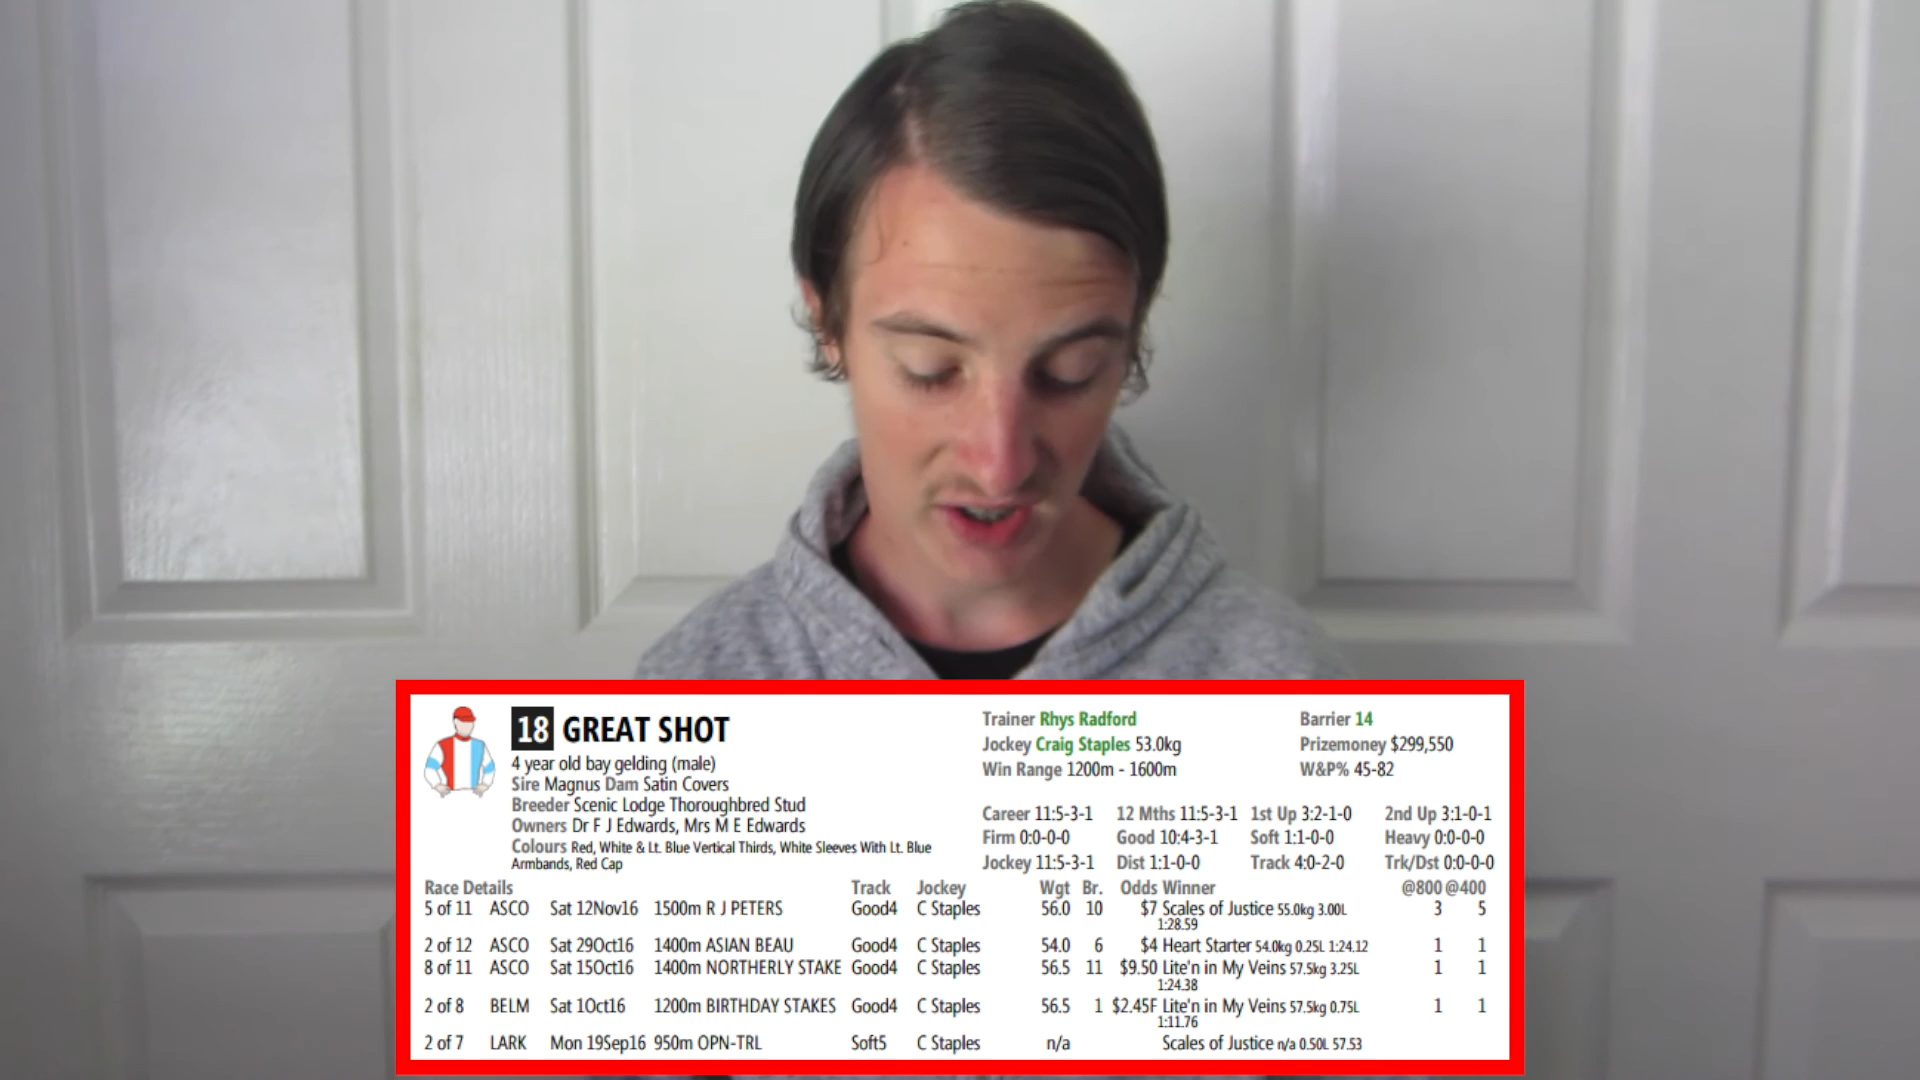 18 GREAT SHOT
4 year old bay gelding (male)
Sire Magnus Dam Satin Covers
Breeder Scenic Lodge Thoroughbred Stud
Owners Dr F J Edwards, Mrs M E Edwards
Colours Red, White & Lt. Blue Vertical Thirds, White Sleeves With Lt. Blue
Armbands, Red Cap
Trainer Rhys Radford Barrier 14
Jockey Craig Staples 53.0kg Prizemoney $299,550
Win Range 1200m - 1600m W&P% 45-82
Career 11:5-3-1 12 Mths 11:5-3-1 1st Up 3:2-1-0 2nd Up 3:1-0-1
Firm 0:0-0-0 Good 10:4-3-1 Soft 1:1-0-0 Heavy 0:0-0-0
Jockey 11:5-3-1 Dist 1:1-0-0 Track 4:0-2-0 Trk/Dst 0:0-0-0
Race Details Track Jockey Wgt Br. Odds Winner @800 @400
5 of 11 ASCO Sat 12Nov16 1500m R J PETERS Good4 C Staples 56.0 10 $7 Scales of Justice 55.0kg 3.00L 3 5
1:28.59
2 of 12 ASCO Sat 29Oct16 1400m ASIAN BEAU Good4 C Staples 54.0 6 $4 Heart Starter 54.0kg 0.25L 1:24.12 1 1
8 of 11 ASCO Sat 15Oct16 1400m NORTHERLY STAKE Good4 C Staples 56.5 11 $9.50 Lite'n in My Veins 57.5kg 3.25L 1 1
1:24.38
2 of 8 BELM Sat 1Oct16 1200m BIRTHDAY STAKES Good4 C Staples 56.5 1 $2.45F Lite'n in My Veins 57.5kg 0.75L 1 1
1:11.76
2 of 7 LARK Mon 19Sep16 950m OPN-TRL Soft5 C Staples n/a Scales of Justice n/a 0.50L 57.53